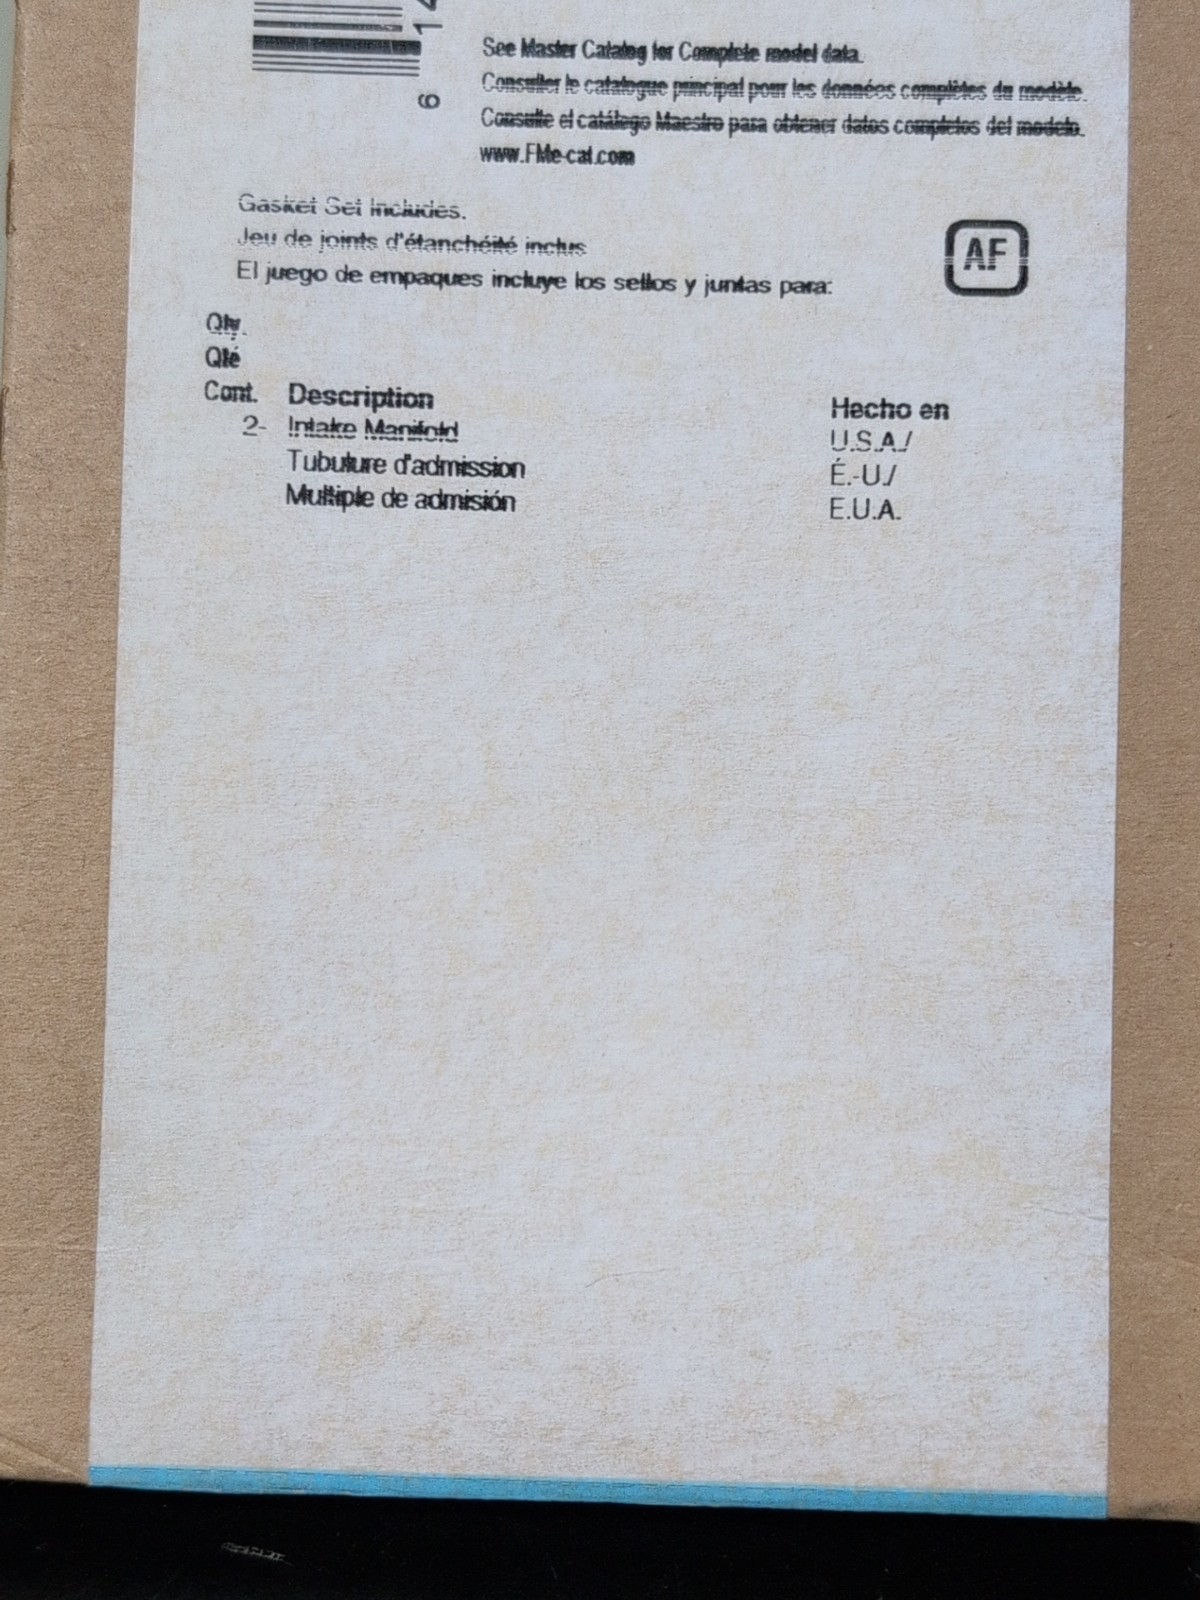 6 14
See Master Catalog for Complete model data.
Consulter le catalogue principal pour les données complètes du modèle.
Consulte el catálogo Maestro para obtener datos completos del modelo.
www.FMe-cat.com
Gasket Set Includes.
Jeu de joints d'étanchéité inclus
El juego de empaques incluye los sellos y juntas para:
AF
Qty.
Qté
Cont. Description
Hecho en
2- Intake Manifold
U.S.A./
Tubulure d'admission
É.-U./
Multiple de admisión
E.U.A.